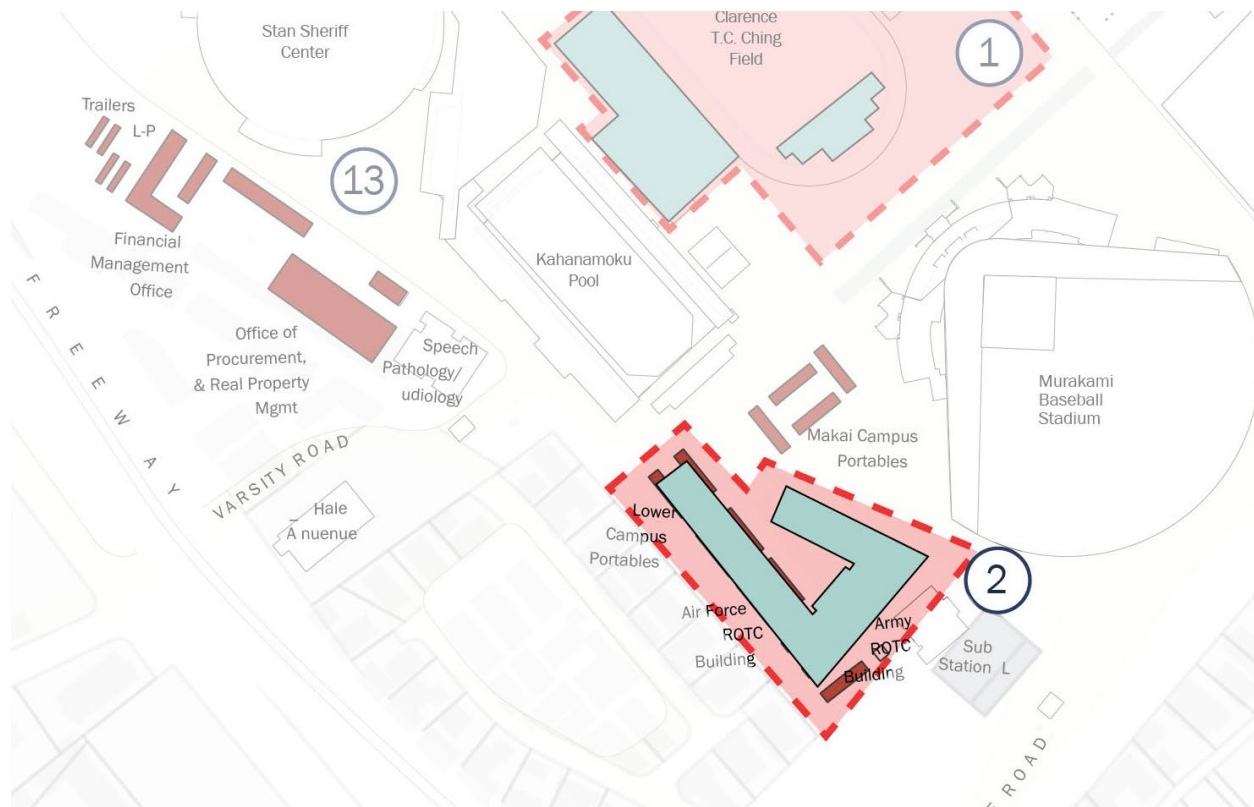 Stan Sheriff
Center
Clarence
T.C. Ching
Field
1
Trailers
L-P
13
Financial
Management
Office
Kahanamoku
Pool
Office of
Procurement,
& Real Property
Mgmt
Speech
Pathology/
udiology
Murakami
Baseball
Stadium
Makai Campus
Portables
FREEWAY
VARSITY ROAD
Hale
Ā nuenue
Lower
Campus
Portables
2
Air Force
ROTC
Building
Army
ROTC
Building
Sub
Station L
E ROAD